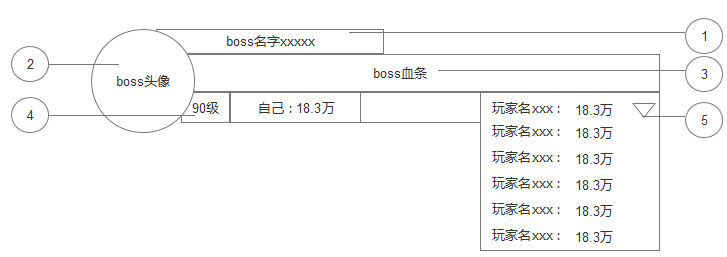 boss名字xxxxx
1
2
boss头像
boss血条
3
4
90级
自己：18.3万
玩家名xxx： 18.3万
5
玩家名xxx： 18.3万
玩家名xxx： 18.3万
玩家名xxx： 18.3万
玩家名xxx： 18.3万
玩家名xxx： 18.3万